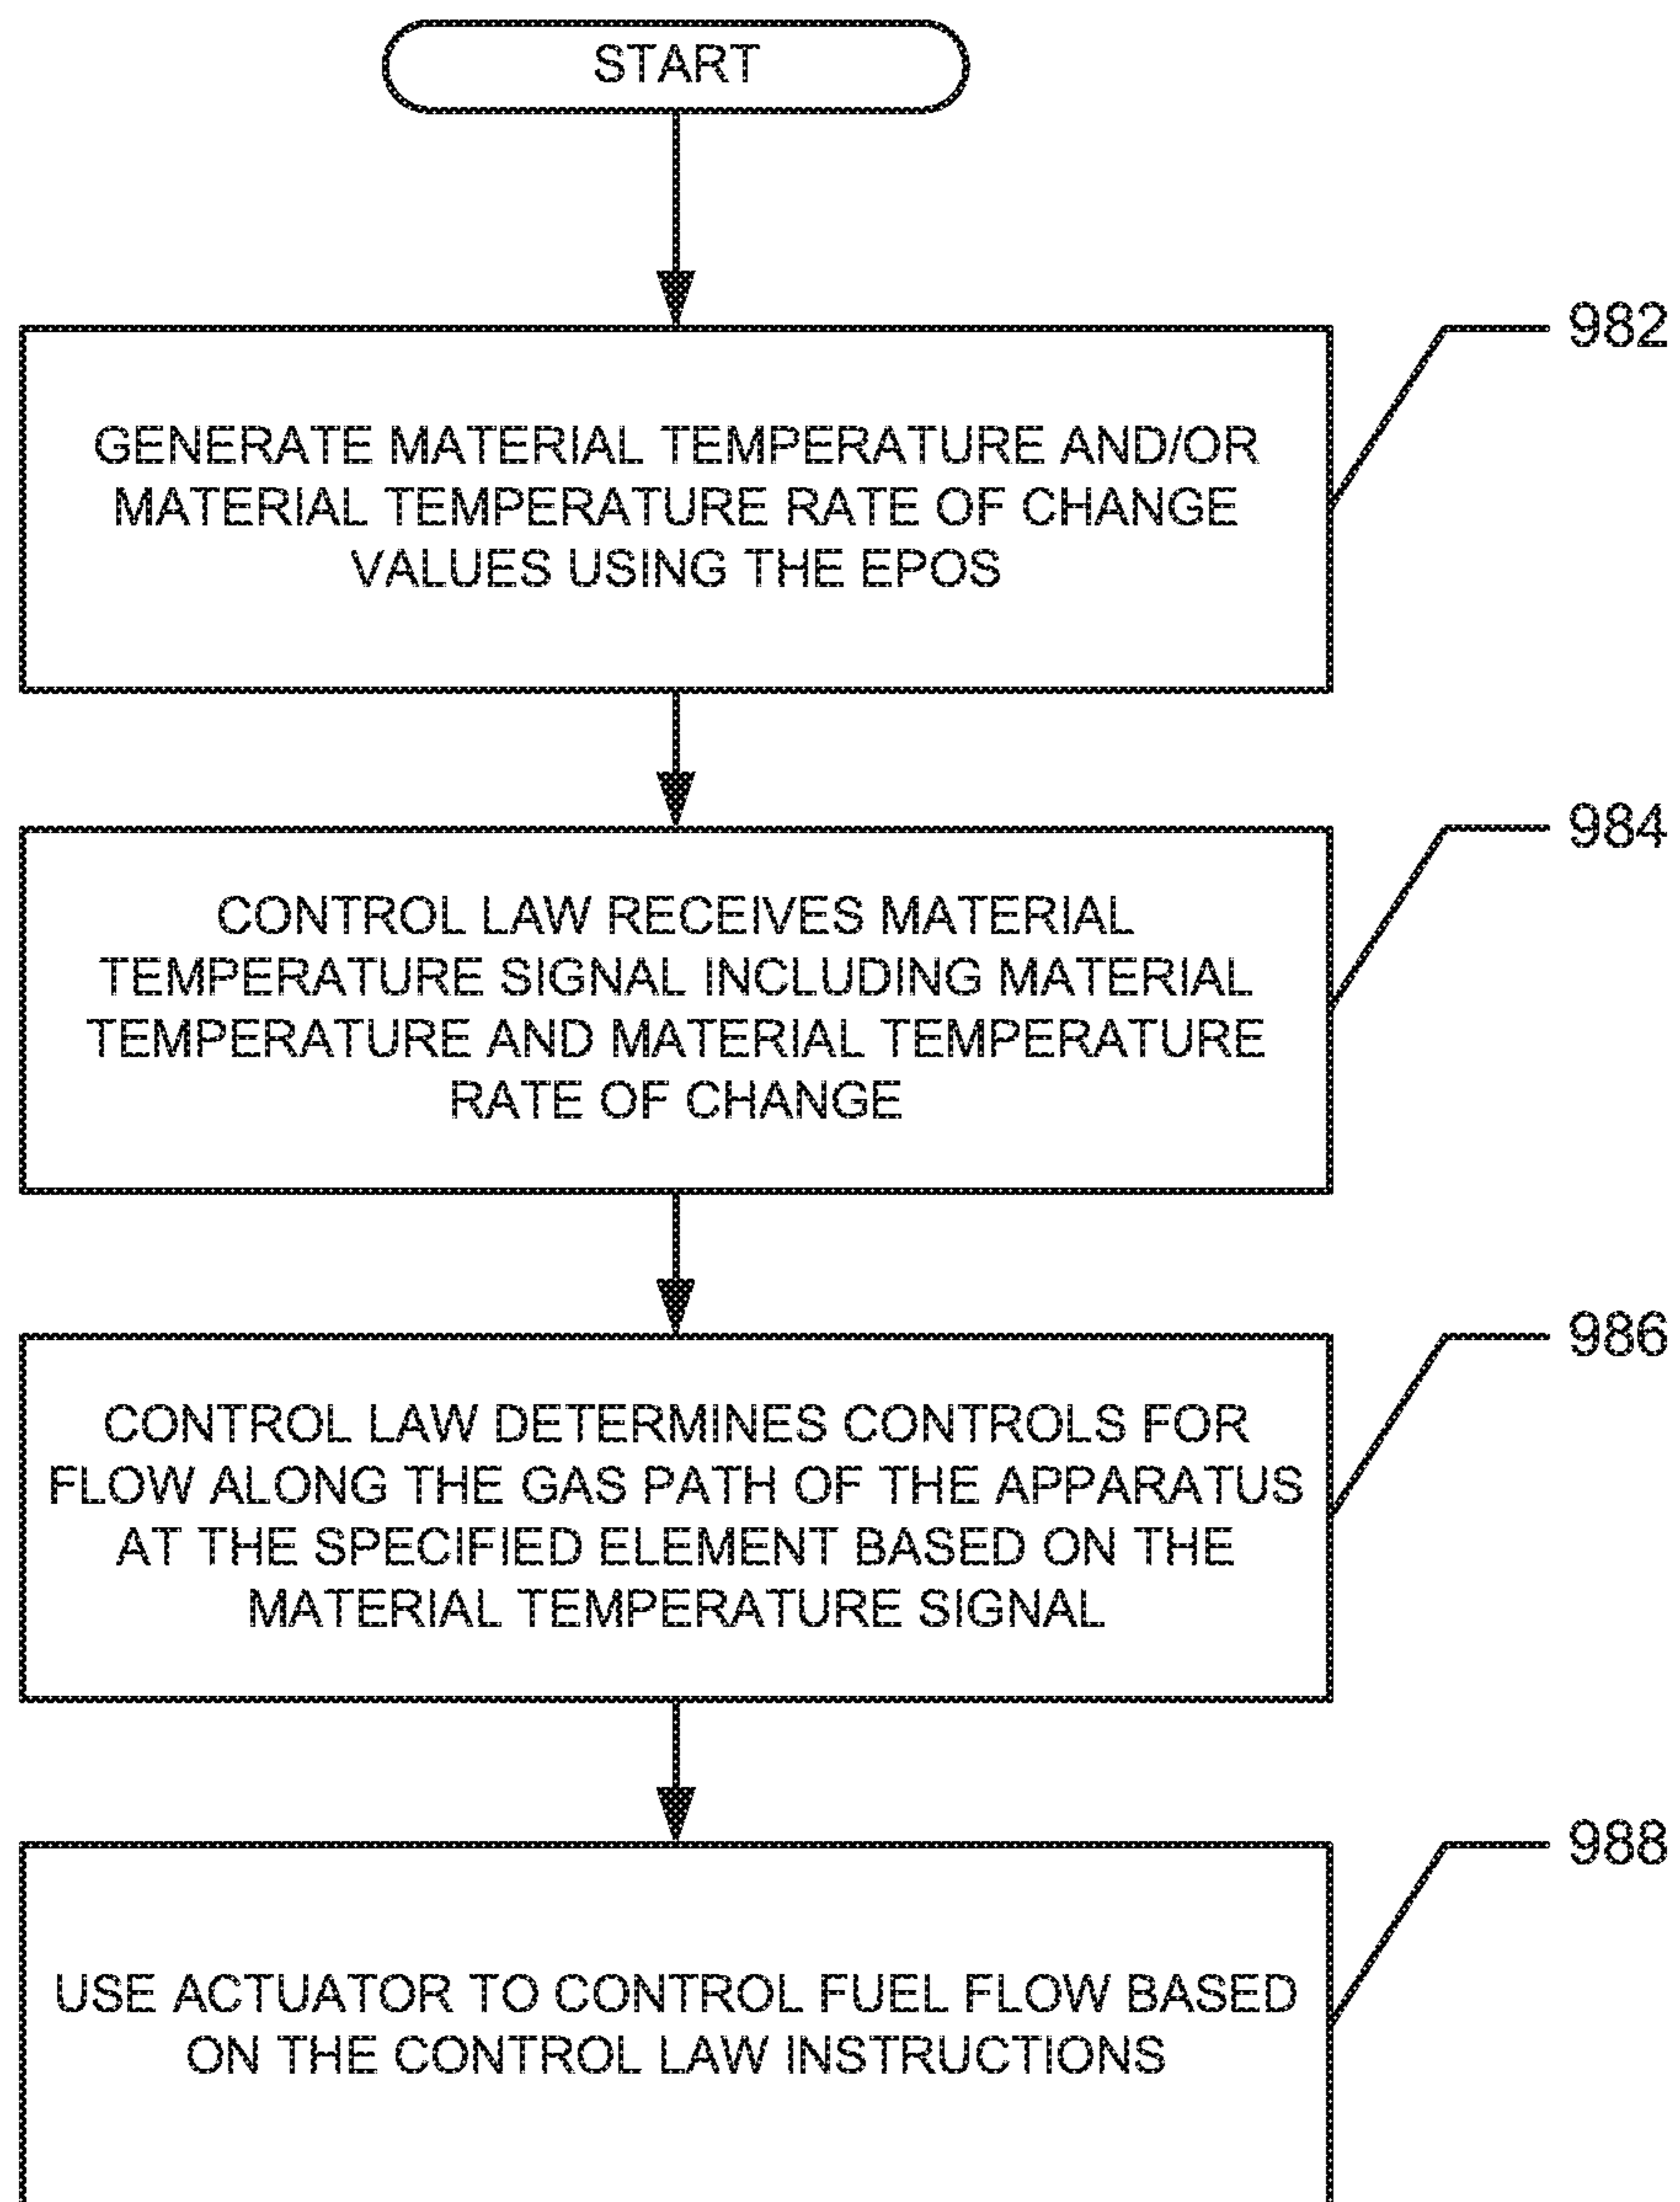 START
982
GENERATE MATERIAL TEMPERATURE AND/OR
MATERIAL TEMPERATURE RATE OF CHANGE
VALUES USING THE EPOS
984
CONTROL LAW RECEIVES MATERIAL
TEMPERATURE SIGNAL INCLUDING MATERIAL
TEMPERATURE AND MATERIAL TEMPERATURE
RATE OF CHANGE
986
CONTROL LAW DETERMINES CONTROLS FOR
FLOW ALONG THE GAS PATH OF THE APPARATUS
AT THE SPECIFIED ELEMENT BASED ON THE
MATERIAL TEMPERATURE SIGNAL
988
USE ACTUATOR TO CONTROL FUEL FLOW BASED
ON THE CONTROL LAW INSTRUCTIONS